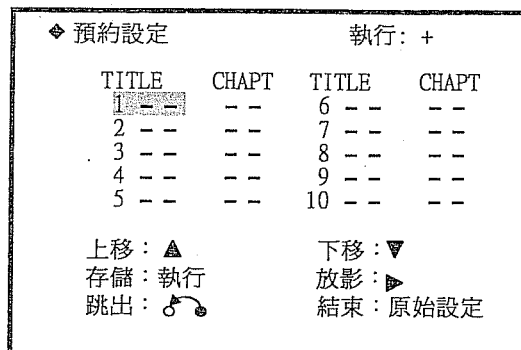 預約設定 執行: +
TITLE CHAPT TITLE CHAPT
1 -- -- 6 -- --
2 -- -- 7 -- --
3 -- -- 8 -- --
4 -- -- 9 -- --
5 -- -- 10 -- --
上移：▲ 下移：▼
存儲：執行 放影：▶
跳出： 結束：原始設定